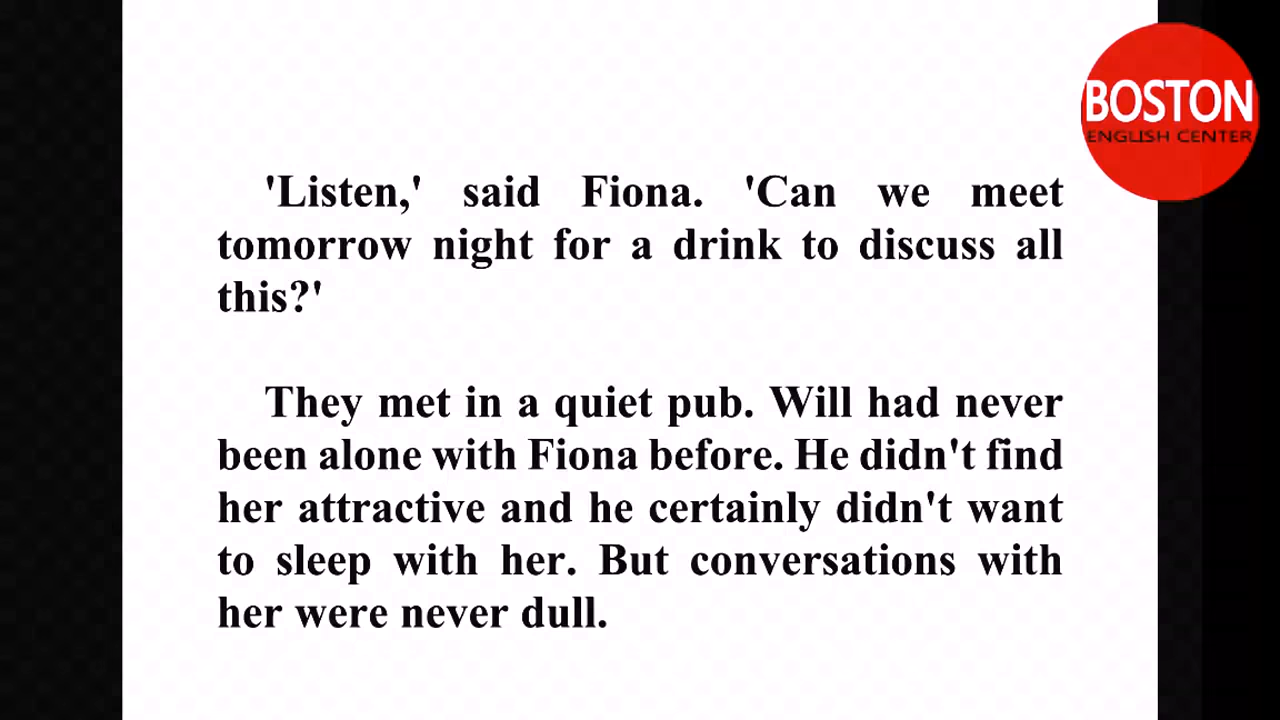 BOSTON
ENGLISH CENTER
'Listen,' said Fiona. 'Can we meet
tomorrow night for a drink to discuss all
this?'
They met in a quiet pub. Will had never
been alone with Fiona before. He didn't find
her attractive and he certainly didn't want
to sleep with her. But conversations with
her were never dull.